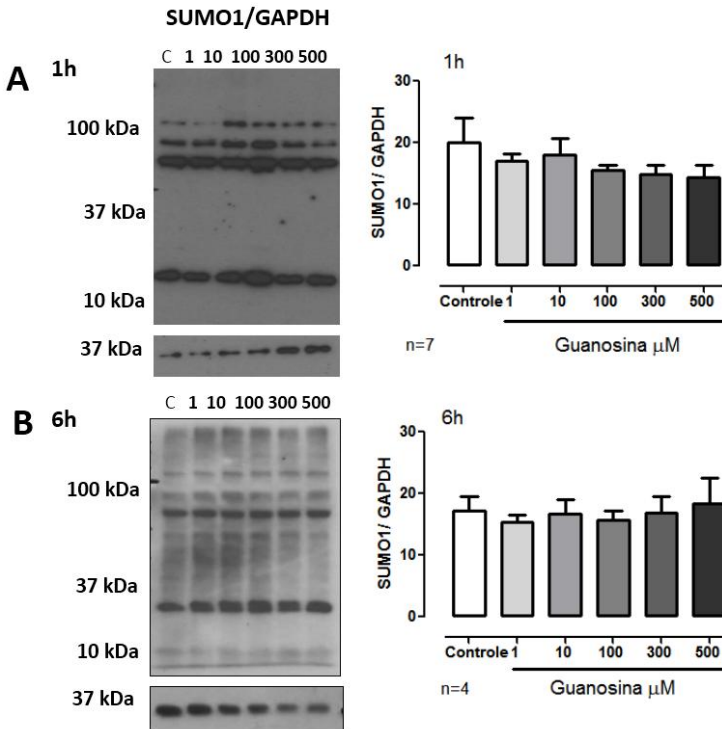 SUMO1/GAPDH
A
1h
C 1 10 100 300 500
100 kDa
37 kDa
10 kDa
37 kDa
1h
30
20
10
0
SUMO1/ GAPDH
Controle 1 10 100 300 500
n=7
Guanosina µM
B
6h
C 1 10 100 300 500
100 kDa
37 kDa
10 kDa
37 kDa
6h
30
20
10
0
SUMO1/ GAPDH
Controle 1 10 100 300 500
n=4
Guanosina µM